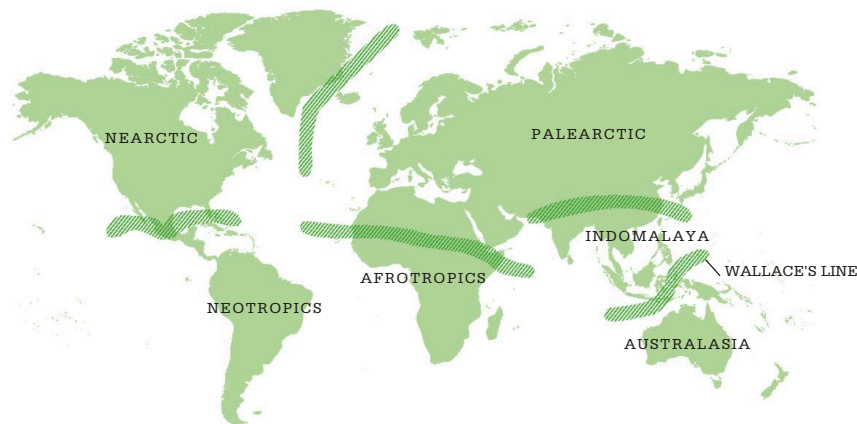 NEARCTIC
PALEARCTIC
INDOMALAYA
WALLACE'S LINE
AFROTROPICS
NEOTROPICS
AUSTRALASIA